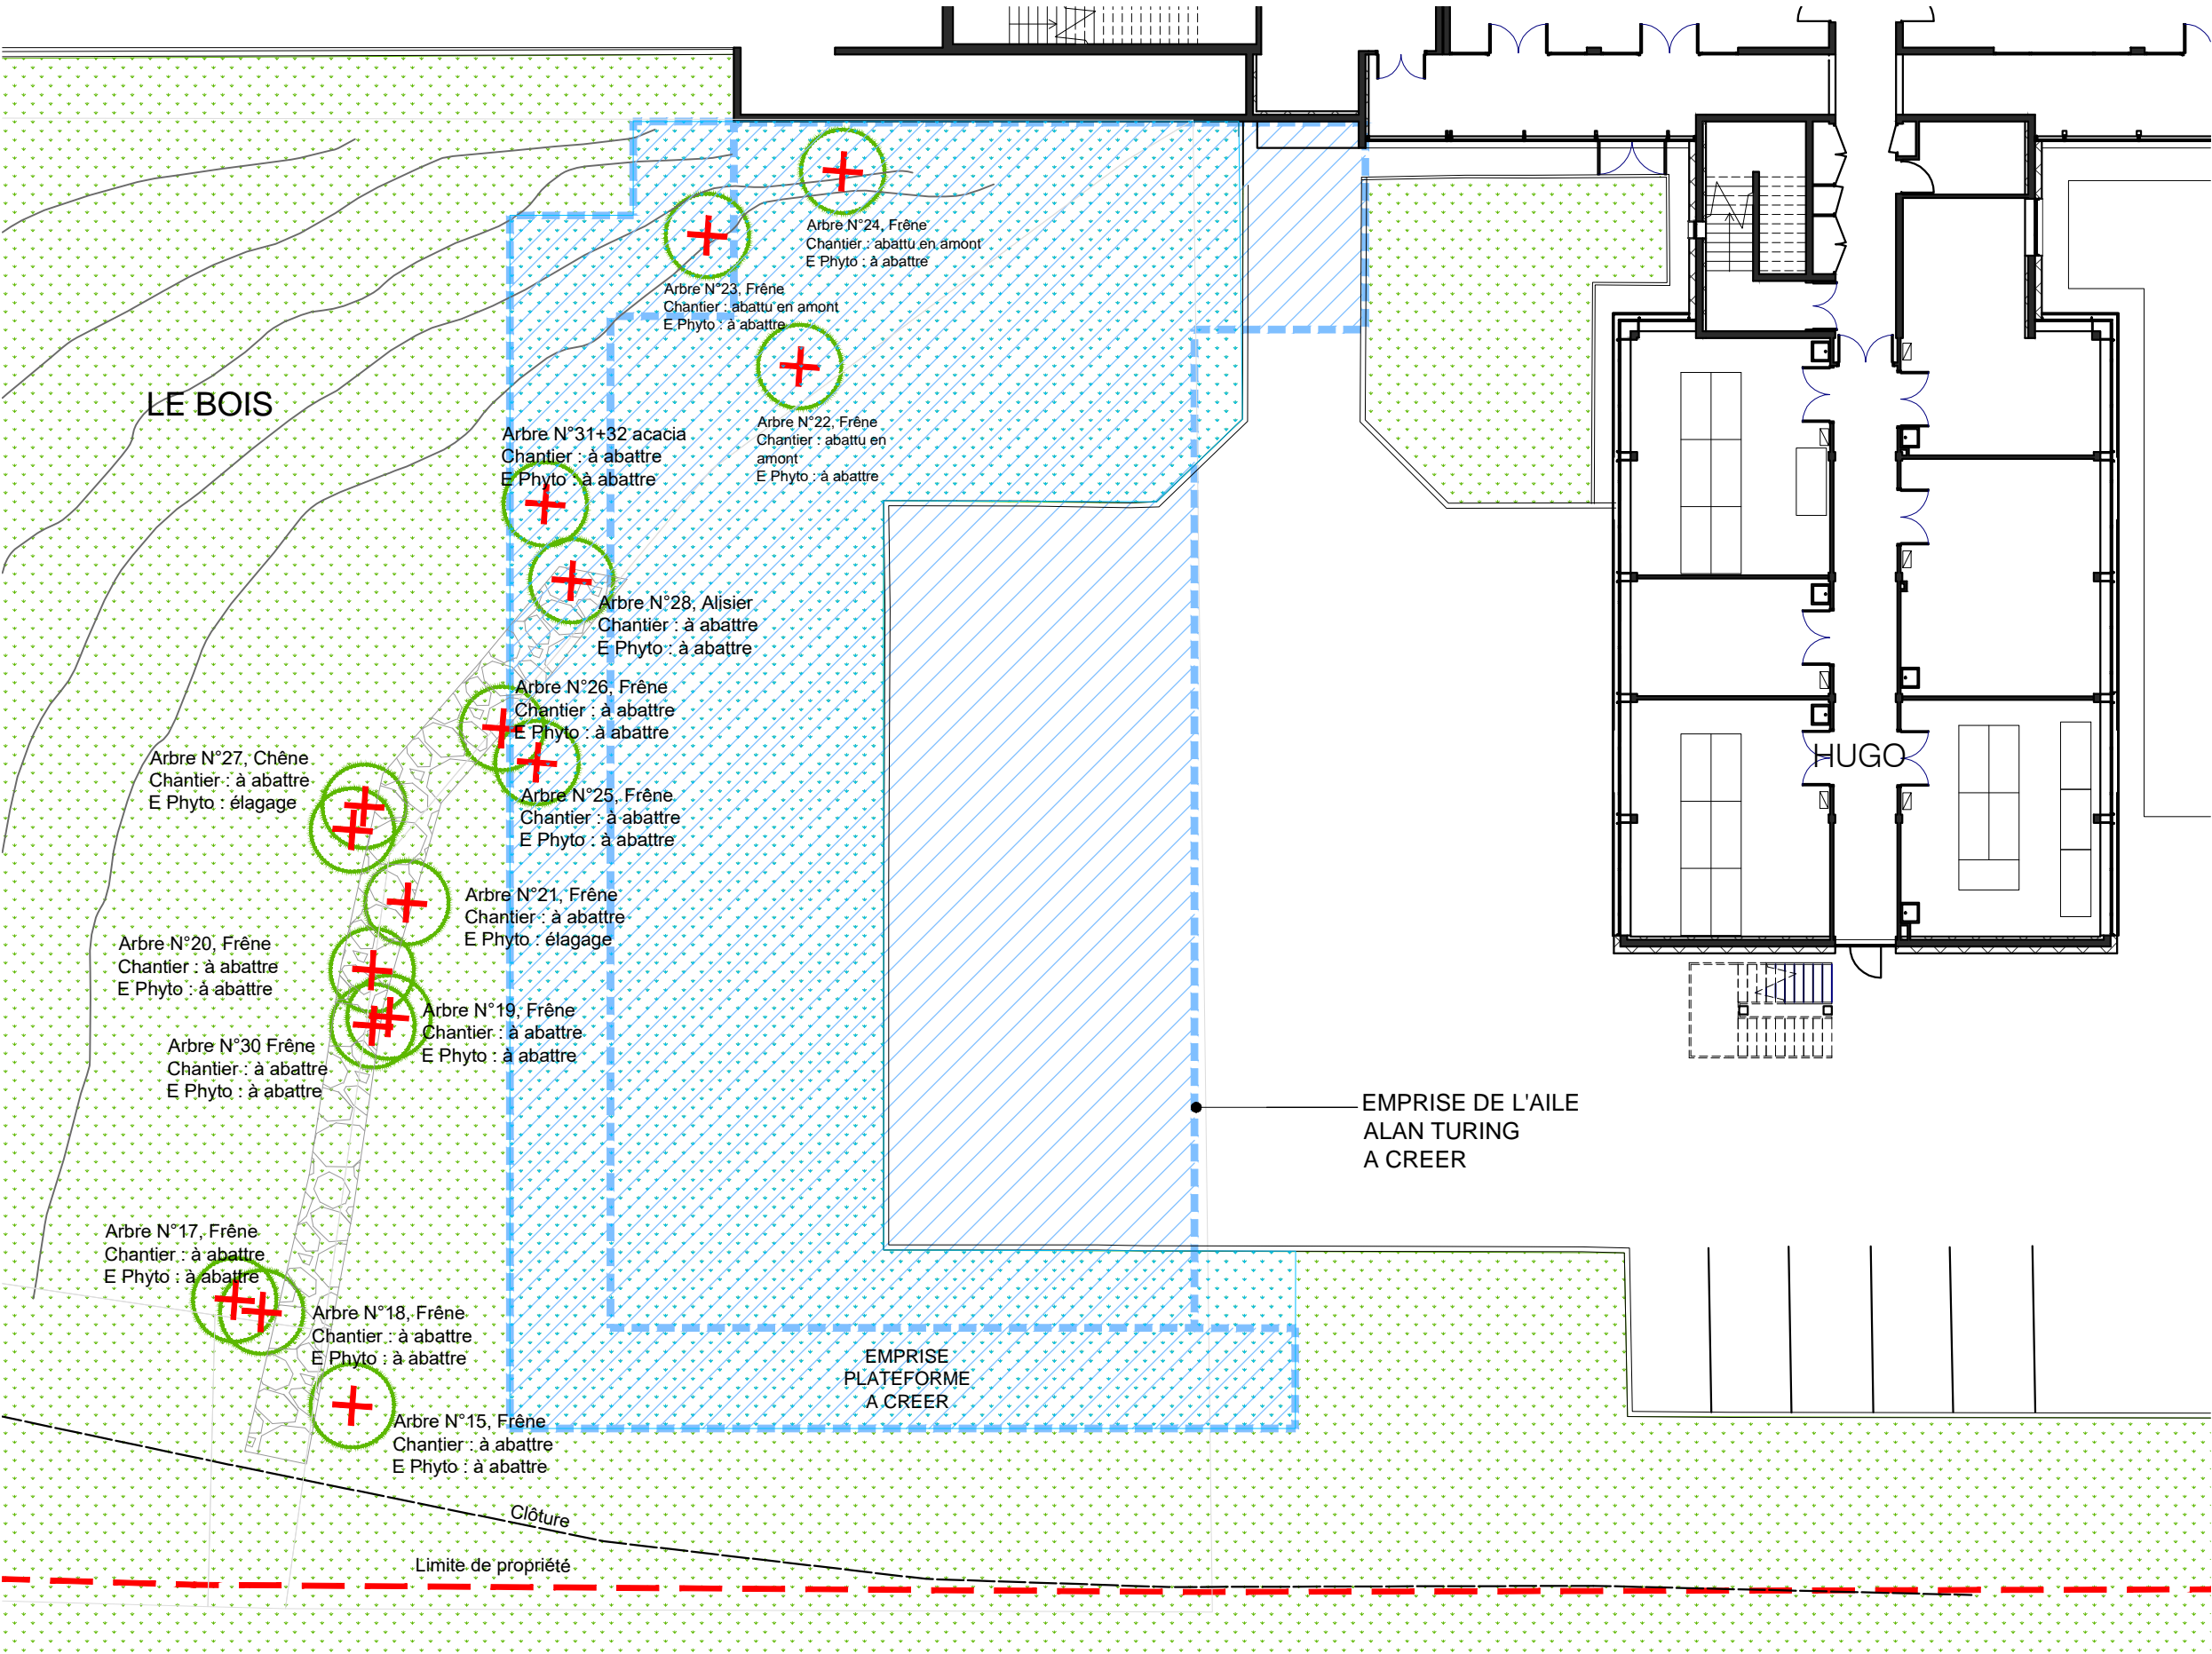 Arbre N°24, Frêne
Chantier : abattu en amont
E Phyto : à abattre
Arbre N°23, Frêne
Chantier : abattu en amont
E Phyto : à abattre
LE BOIS
Arbre N°22, Frêne
Chantier : abattu en
amont
E Phyto : à abattre
Arbre N°31+32 acacia
Chantier : à abattre
E Phyto : à abattre
Arbre N°28, Alisier
Chantier : à abattre
E Phyto : à abattre
Arbre N°26, Frêne
Chantier : à abattre
E Phyto : à abattre
Arbre N°27, Chêne
Chantier : à abattre
E Phyto : élagage
HUGO
Arbre N°25, Frêne
Chantier : à abattre
E Phyto : à abattre
Arbre N°21, Frêne
Chantier : à abattre
E Phyto : élagage
Arbre N°20, Frêne
Chantier : à abattre
E Phyto : à abattre
Arbre N°19, Frêne
Chantier : à abattre
E Phyto : à abattre
Arbre N°30 Frêne
Chantier : à abattre
E Phyto : à abattre
EMPRISE DE L'AILE
ALAN TURING
A CREER
Arbre N°17, Frêne
Chantier : à abattre
E Phyto : à abattre
Arbre N°18, Frêne
Chantier : à abattre
E Phyto : à abattre
EMPRISE
PLATEFORME
A CREER
Arbre N°15, Frêne
Chantier : à abattre
E Phyto : à abattre
Clôture
Limite de propriété